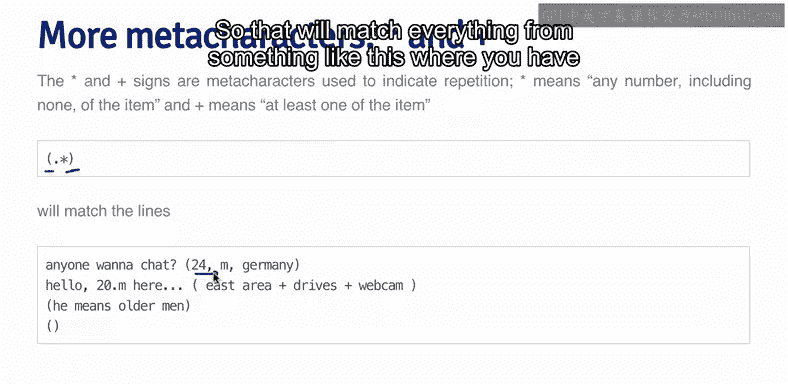 More metacharacters: * and +
So that will match everything from
something like this where you have
The * and + signs are metacharacters used to indicate repetition; * means “any number, including
none, of the item” and + means “at least one of the item”
(.*)
will match the lines
anyone wanna chat? (24, m, germany)
hello, 20.m here... ( east area + drives + webcam )
(he means older men)
()